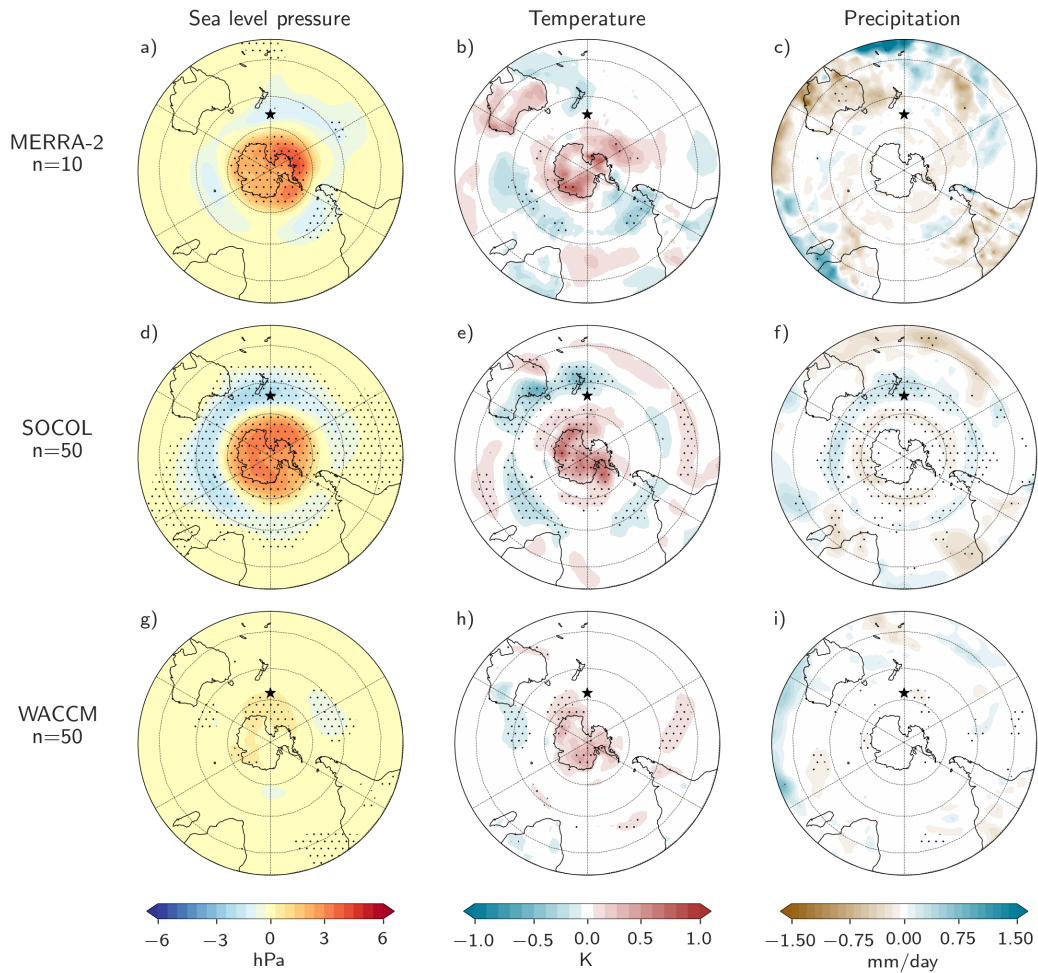 Sea level pressure
Temperature
Precipitation
a)
b)
c)
MERRA-2
n=10
d)
e)
f)
SOCOL
n=50
g)
h)
i)
WACCM
n=50
−6 −3 0 3 6
hPa
−1.0 −0.5 0.0 0.5 1.0
K
−1.50 −0.75 0.00 0.75 1.50
mm/day